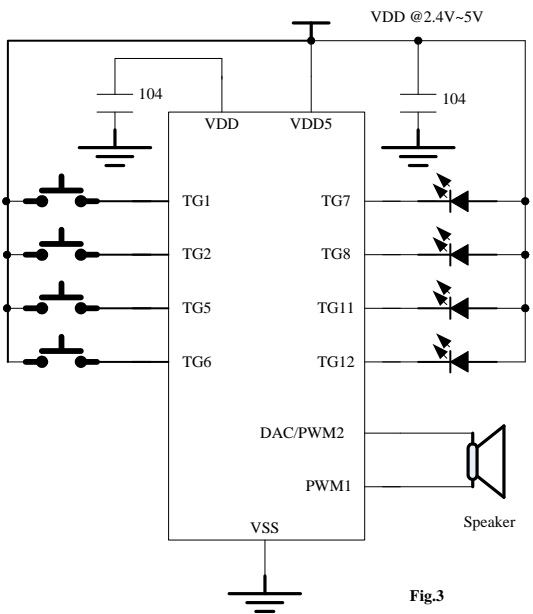 VDD @2.4V~5V
104
104
VDD
VDD5
TG1
TG7
TG2
TG8
TG5
TG11
TG6
TG12
DAC/PWM2
PWM1
Speaker
VSS
Fig.3